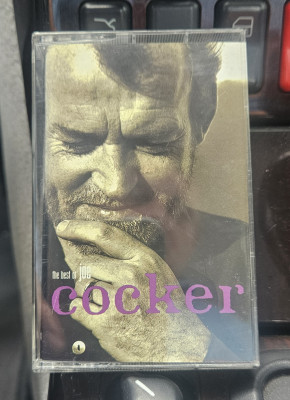 the best of joe
cocker